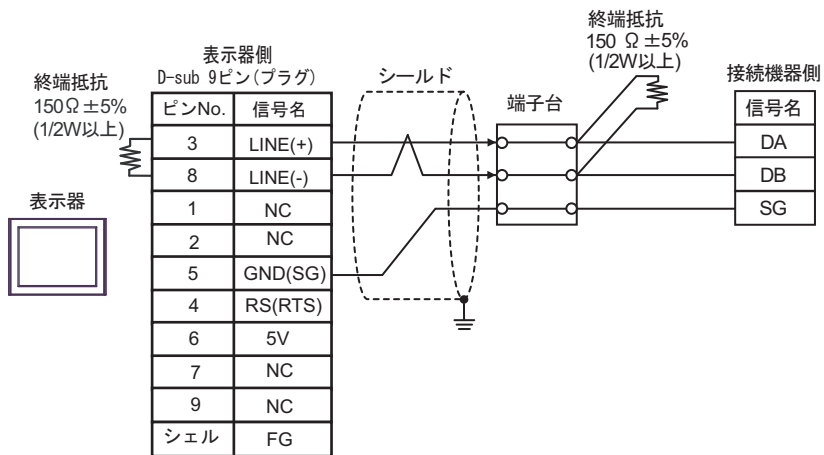 終端抵抗
150 Ω ±5%
(1/2W以上)
表示器側
D-sub 9ピン(プラグ)
シールド
端子台
接続機器側
終端抵抗
150Ω±5%
(1/2W以上)
表示器
ピンNo. 信号名
3 LINE(+)
8 LINE(-)
1 NC
2 NC
5 GND(SG)
4 RS(RTS)
6 5V
7 NC
9 NC
シェル FG
信号名
DA
DB
SG